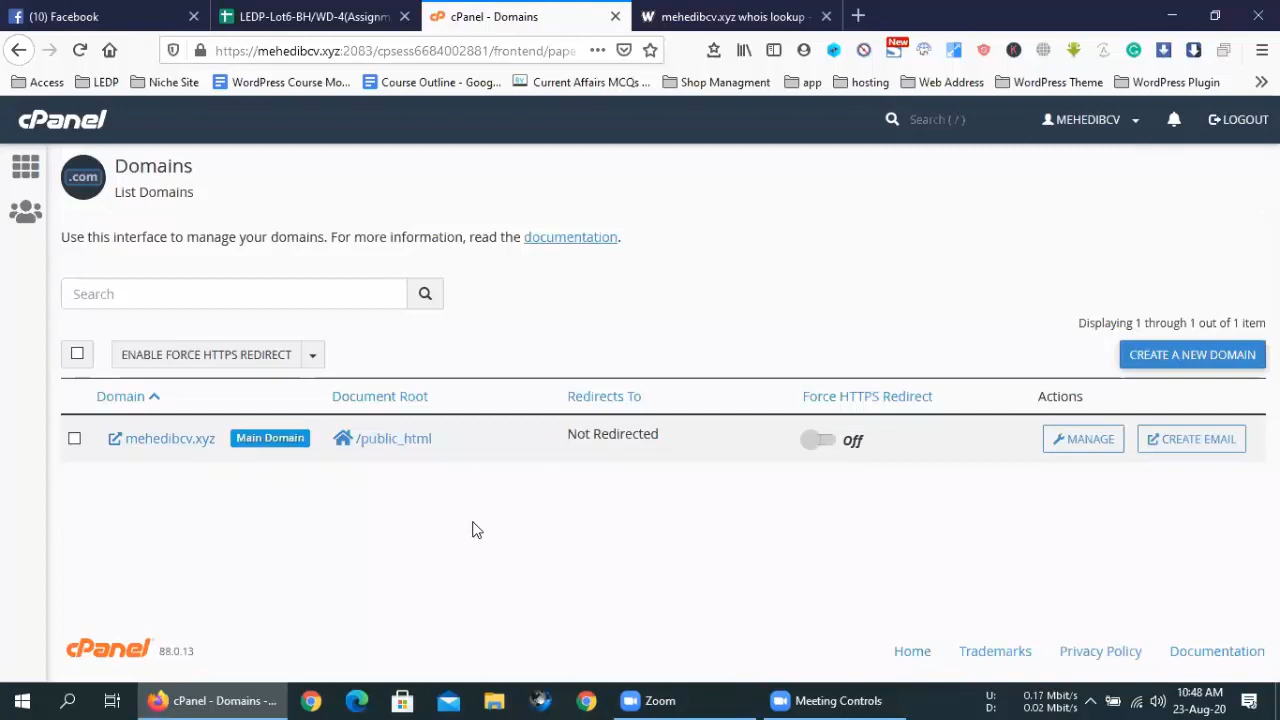 (10) Facebook
LEDP-Lot6-BH/WD-4(Assignm
cPanel - Domains
mehedibcv.xyz whois lookup -
https://mehedibcv.xyz:2083/cpsess6684002881/frontend/pape
New
Access
LEDP
Niche Site
WordPress Course Mo...
Course Outline - Goog...
Current Affairs MCQs ...
Shop Managment
app
hosting
Web Address
WordPress Theme
WordPress Plugin
cPanel
Search ( / )
MEHEDIBCV
LOGOUT
.com
Domains
List Domains
Use this interface to manage your domains. For more information, read the documentation.
Search
Displaying 1 through 1 out of 1 item
ENABLE FORCE HTTPS REDIRECT
CREATE A NEW DOMAIN
Domain
Document Root
Redirects To
Force HTTPS Redirect
Actions
mehedibcv.xyz
Main Domain
/public_html
Not Redirected
Off
MANAGE
CREATE EMAIL
cPanel 88.0.13
Home
Trademarks
Privacy Policy
Documentation
cPanel - Domains -...
Zoom
Meeting Controls
U: 0.17 Mbit/s
D: 0.02 Mbit/s
10:48 AM
23-Aug-20